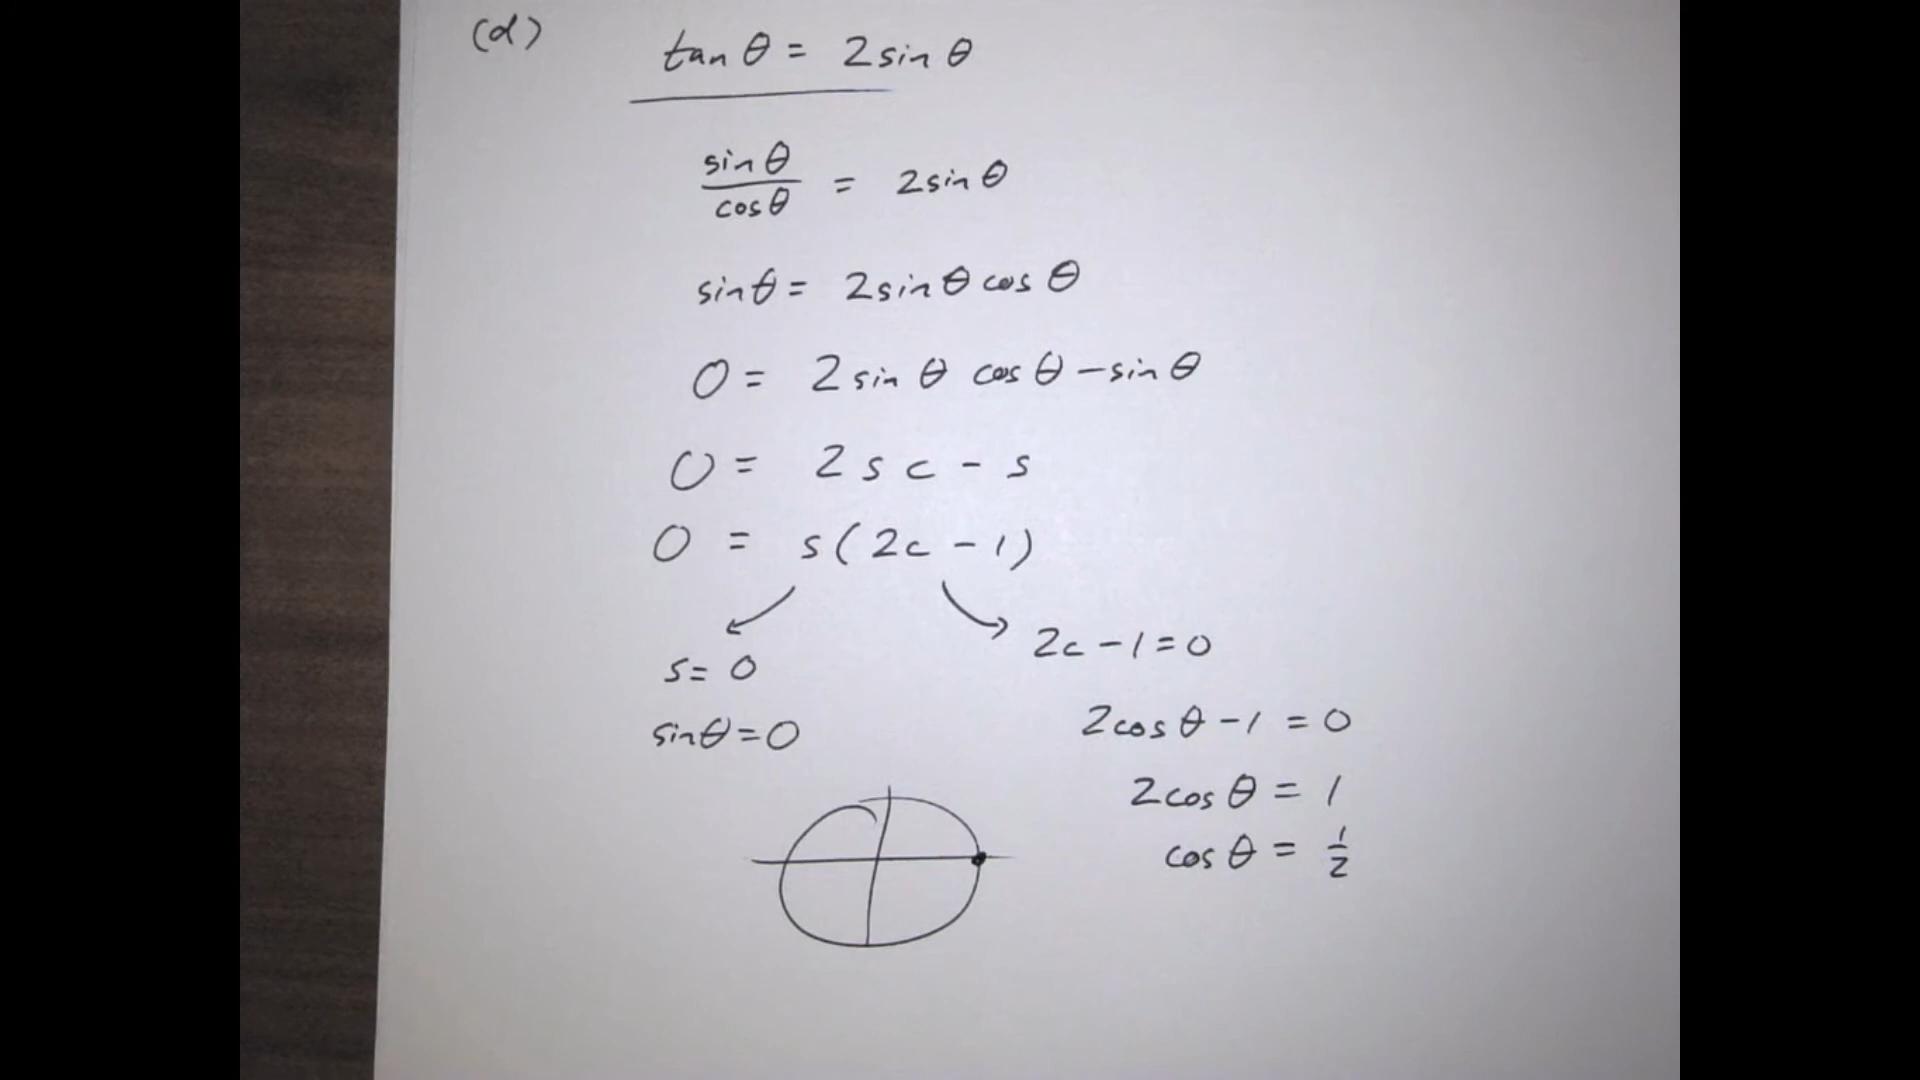 (d)
tan θ = 2 sin θ
sin θ / cos θ = 2 sin θ
sin θ = 2 sin θ cos θ
0 = 2 sin θ cos θ - sin θ
0 = 2 s c - s
0 = s ( 2c - 1 )
s = 0
sin θ = 0
2c - 1 = 0
2 cos θ - 1 = 0
2 cos θ = 1
cos θ = 1/2